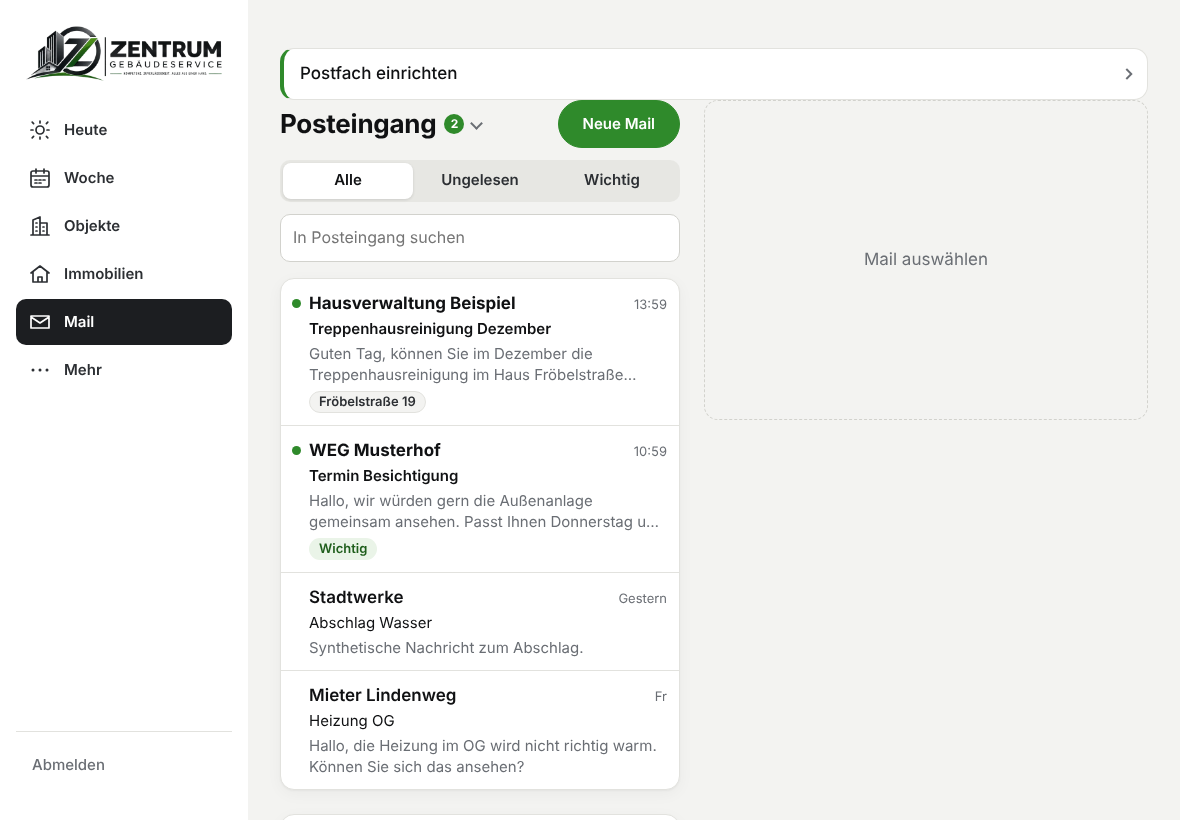 ZENTRUM
GEBÄUDESERVICE
Heute
Woche
Objekte
Immobilien
Mail
Mehr
Abmelden
Postfach einrichten
Posteingang 2
Neue Mail
Alle
Ungelesen
Wichtig
In Posteingang suchen
Hausverwaltung Beispiel 13:59
Treppenhausreinigung Dezember
Guten Tag, können Sie im Dezember die
Treppenhausreinigung im Haus Fröbelstraße...
Fröbelstraße 19
WEG Musterhof 10:59
Termin Besichtigung
Hallo, wir würden gern die Außenanlage
gemeinsam ansehen. Passt Ihnen Donnerstag u...
Wichtig
Stadtwerke Gestern
Abschlag Wasser
Synthetische Nachricht zum Abschlag.
Mieter Lindenweg Fr
Heizung OG
Hallo, die Heizung im OG wird nicht richtig warm.
Können Sie sich das ansehen?
Mail auswählen